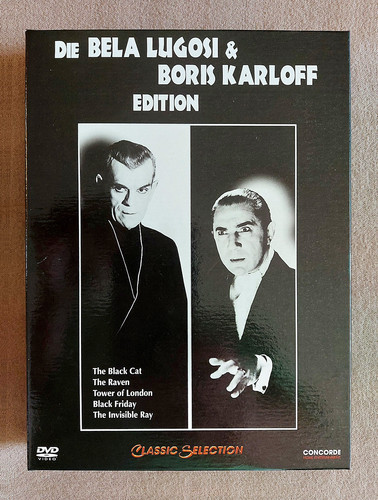 DIE BELA LUGOSI &
BORIS KARLOFF
EDITION
The Black Cat
The Raven
Tower of London
Black Friday
The Invisible Ray
DVD
VIDEO
CLASSIC SELECTION
CONCORDE